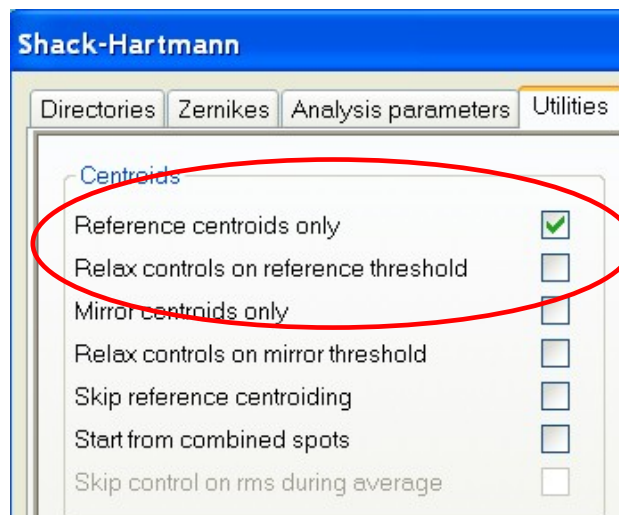 Shack-Hartmann
Directories Zernikes Analysis parameters Utilities
Centroids
Reference centroids only
Relax controls on reference threshold
Mirror centroids only
Relax controls on mirror threshold
Skip reference centroiding
Start from combined spots
Skip control on rms during average